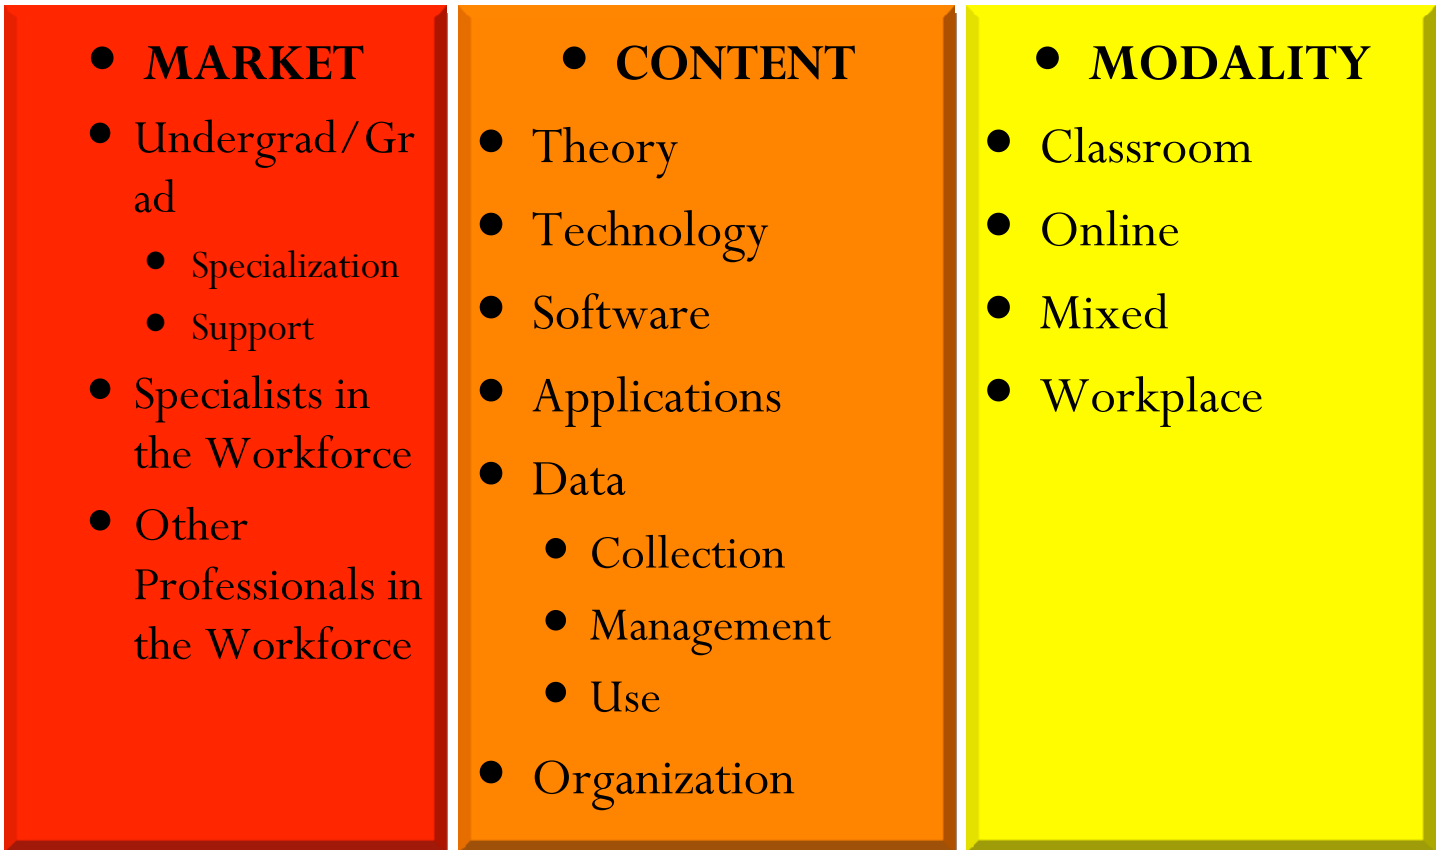 • MARKET
• Undergrad/Gr
ad
• Specialization
• Support
• Specialists in
the Workforce
• Other
Professionals in
the Workforce
• CONTENT
• Theory
• Technology
• Software
• Applications
• Data
• Collection
• Management
• Use
• Organization
• MODALITY
• Classroom
• Online
• Mixed
• Workplace